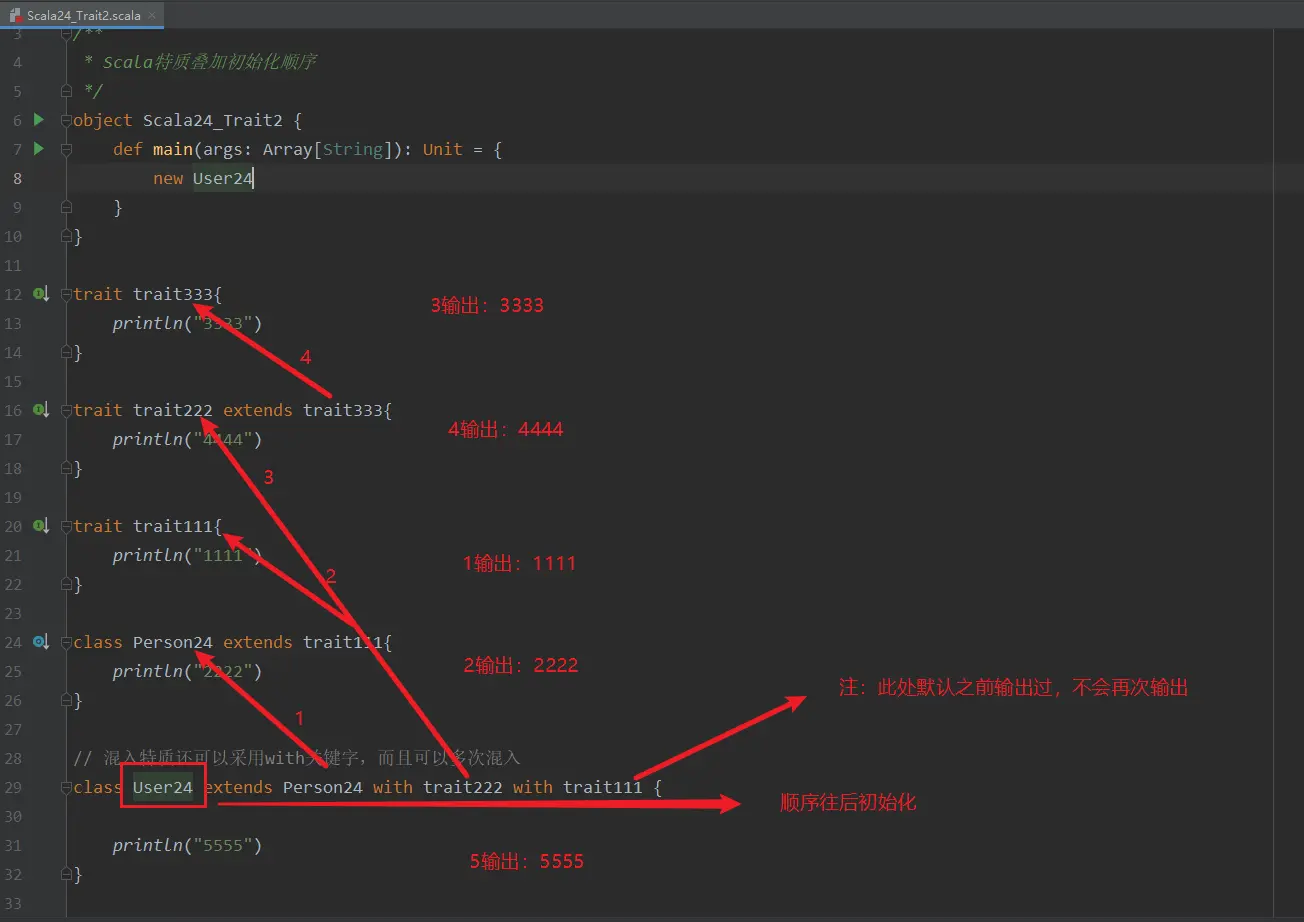 Scala24_Trait2.scala
3 /**
4 * Scala特质叠加初始化顺序
5 */
6 object Scala24_Trait2 {
7 def main(args: Array[String]): Unit = {
8 new User24
9 }
10 }
11
12 trait trait333{
3输出：3333
13 println("3333")
14 }
4
15
16 trait trait222 extends trait333{
4输出：4444
17 println("4444")
18 }
3
19
20 trait trait111{
21 println("1111")
1输出：1111
22 }
2
23
24 class Person24 extends trait111{
25 println("2222")
2输出：2222
26 }
注：此处默认之前输出过，不会再次输出
1
27
28 // 混入特质还可以采用with关键字，而且可以多次混入
29 class User24 extends Person24 with trait222 with trait111 {
顺序往后初始化
30
31 println("5555")
5输出：5555
32 }
33